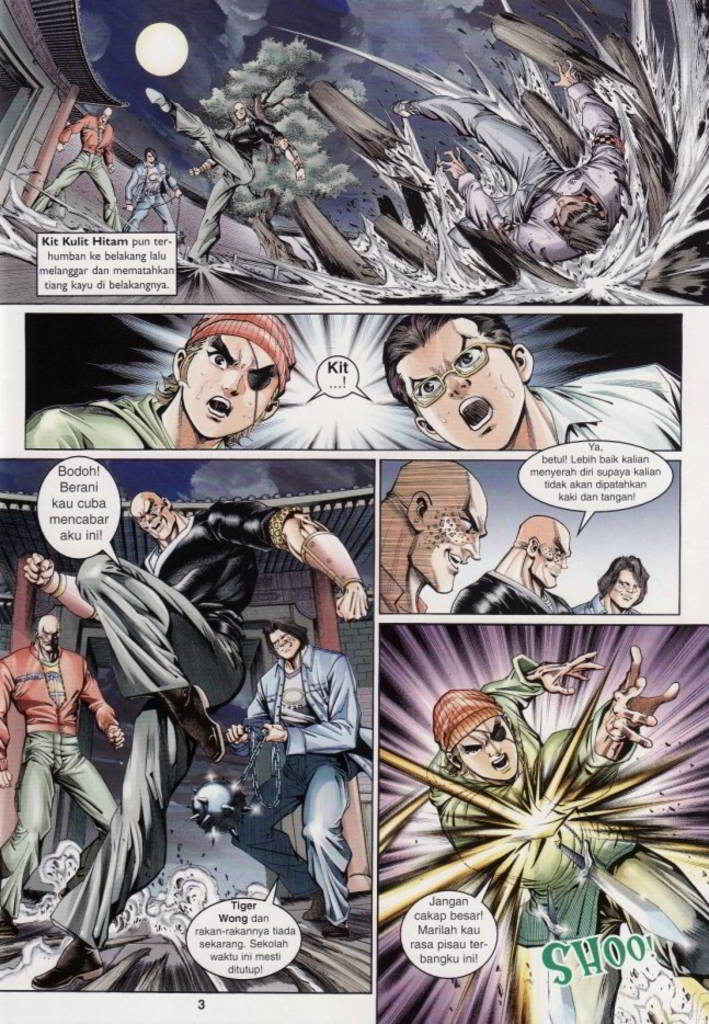 Kit Kulit Hitam pun ter-
humban ke belakang lalu
melanggar dan mematahkan
tiang kayu di belakangnya.
Kit
...!
Bodoh!
Berani
kau cuba
mencabar
aku ini!
Ya,
betul! Lebih baik kalian
menyerah diri supaya kalian
tidak akan dipatahkan
kaki dan tangan!
Tiger
Wong dan
rakan-rakannya tiada
sekarang. Sekolah
waktu ini mesti
ditutup!
Jangan
cakap besar!
Marilah kau
rasa pisau ter-
bangku ini!
SHOO!
3